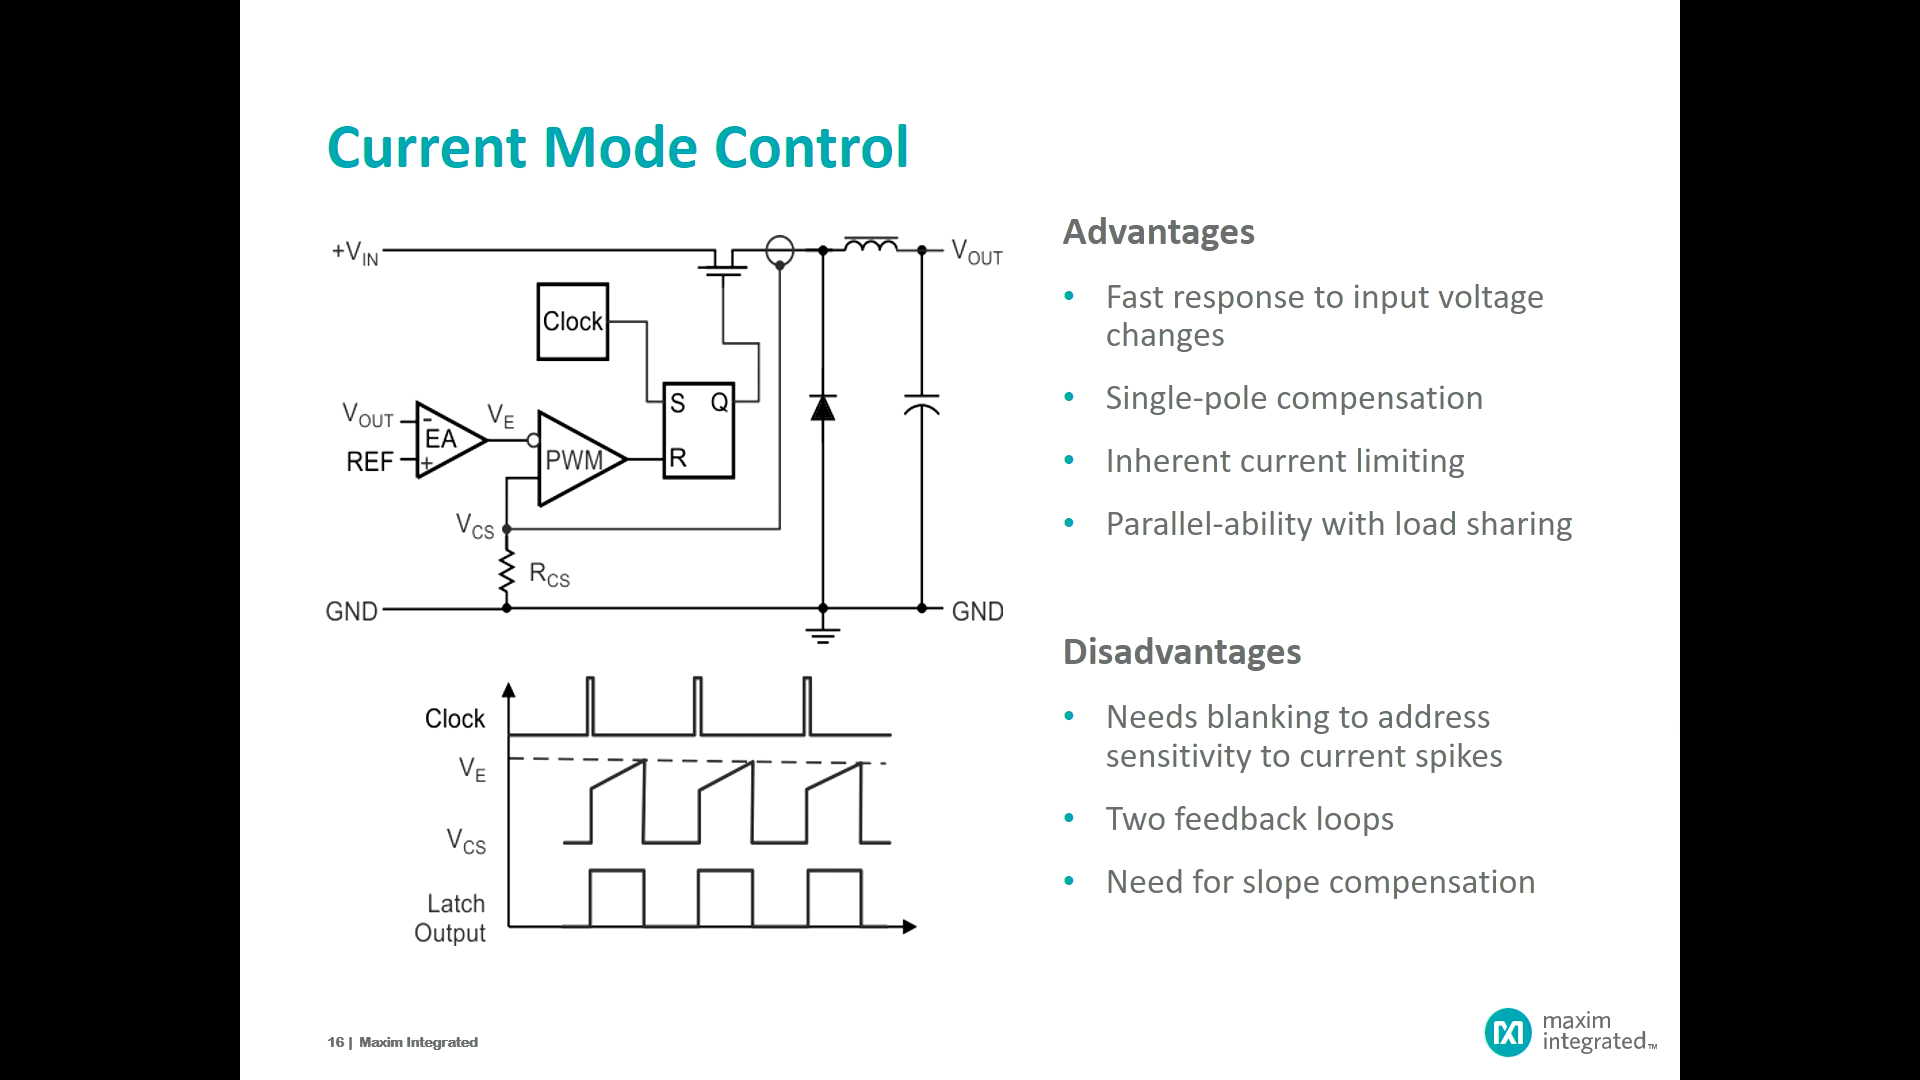 Current Mode Control
+VIN
VOUT
Clock
S Q
VOUT
VE
- EA
PWM
REF
+
R
VCS
RCS
GND
GND
Clock
VE
VCS
Latch
Output
Advantages
• Fast response to input voltage
changes
• Single-pole compensation
• Inherent current limiting
• Parallel-ability with load sharing
Disadvantages
• Needs blanking to address
sensitivity to current spikes
• Two feedback loops
• Need for slope compensation
16 | Maxim Integrated
maxim
integrated™